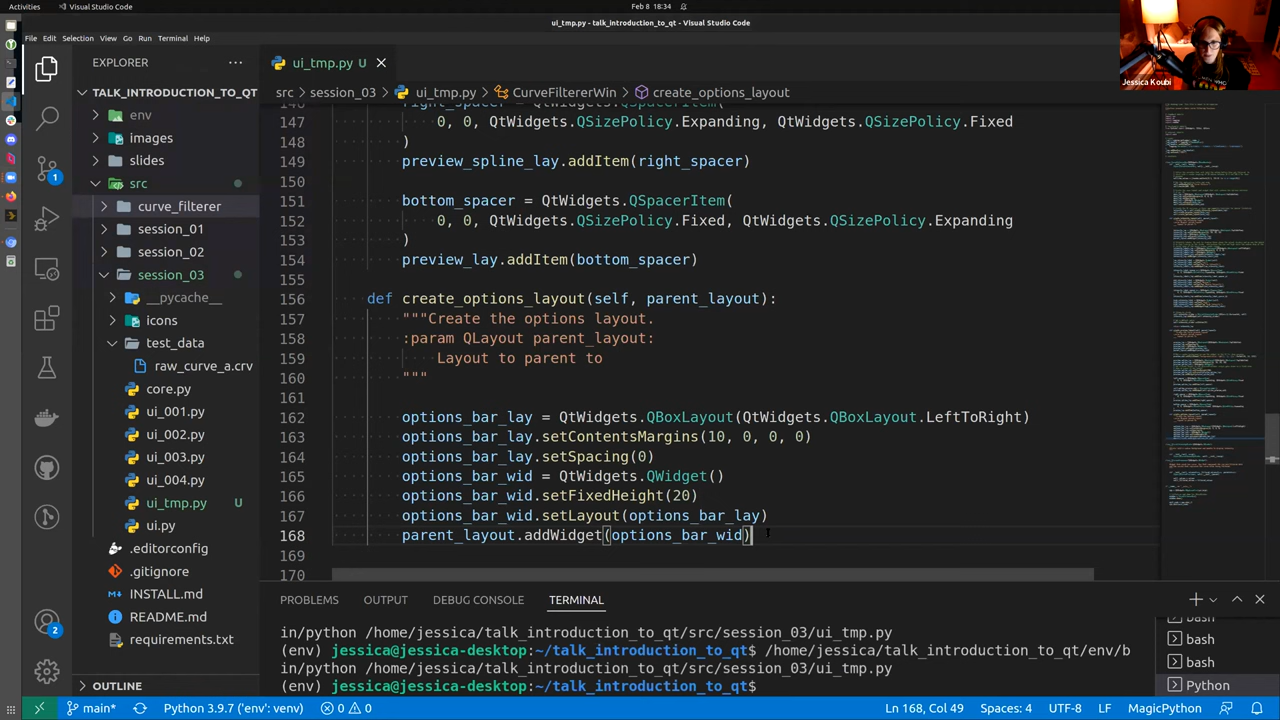 Activities
Visual Studio Code
Feb 8 18:34
ui_tmp.py - talk_introduction_to_qt - Visual Studio Code
File Edit Selection View Go Run Terminal Help
Jessica Koubi
EXPLORER
ui_tmp.py
TALK_INTRODUCTION_TO_QT
src
session_03
CurveFiltererWin
create_options_layout
env
images
slides
src
curve_filterer
session_01
session_02
session_03
__pycache__
icons
test_data
raw_curve_a.crv
core.py
ui_001.py
ui_002.py
ui_003.py
ui_004.py
ui_tmp.py U
ui.py
.editorconfig
.gitignore
INSTALL.md
README.md
requirements.txt
OUTLINE
147 0, 0, QtWidgets.QSizePolicy.Expanding, QtWidgets.QSizePolicy.Fixed
148 )
149 preview_line_lay.addItem(right_spacer)
150
151 bottom_spacer = QtWidgets.QSpacerItem(
152 0, 0, QtWidgets.QSizePolicy.Fixed, QtWidgets.QSizePolicy.Expanding
153 )
154 preview_lay.addItem(bottom_spacer)
155
156 def create_options_layout(self, parent_layout):
157 """Create options layout.
158 :param QLayout parent_layout:
159 Layout to parent to
160 """
161
162 options_bar_lay = QtWidgets.QBoxLayout(QtWidgets.QBoxLayout.LeftToRight)
163 options_bar_lay.setContentsMargins(10, 0, 0, 0)
164 options_bar_lay.setSpacing(0)
165 options_bar_wid = QtWidgets.QWidget()
166 options_bar_wid.setFixedHeight(20)
167 options_bar_wid.setLayout(options_bar_lay)
168 parent_layout.addWidget(options_bar_wid)
169
170
PROBLEMS OUTPUT DEBUG CONSOLE TERMINAL
in/python /home/jessica/talk_introduction_to_qt/src/session_03/ui_tmp.py
(env) jessica@jessica-desktop:~/talk_introduction_to_qt$ /home/jessica/talk_introduction_to_qt/env/b
in/python /home/jessica/talk_introduction_to_qt/src/session_03/ui_tmp.py
(env) jessica@jessica-desktop:~/talk_introduction_to_qt$
bash
bash
bash
Python
main*
Python 3.9.7 ('env': venv)
0 0
Ln 168, Col 49
Spaces: 4
UTF-8
LF
MagicPython